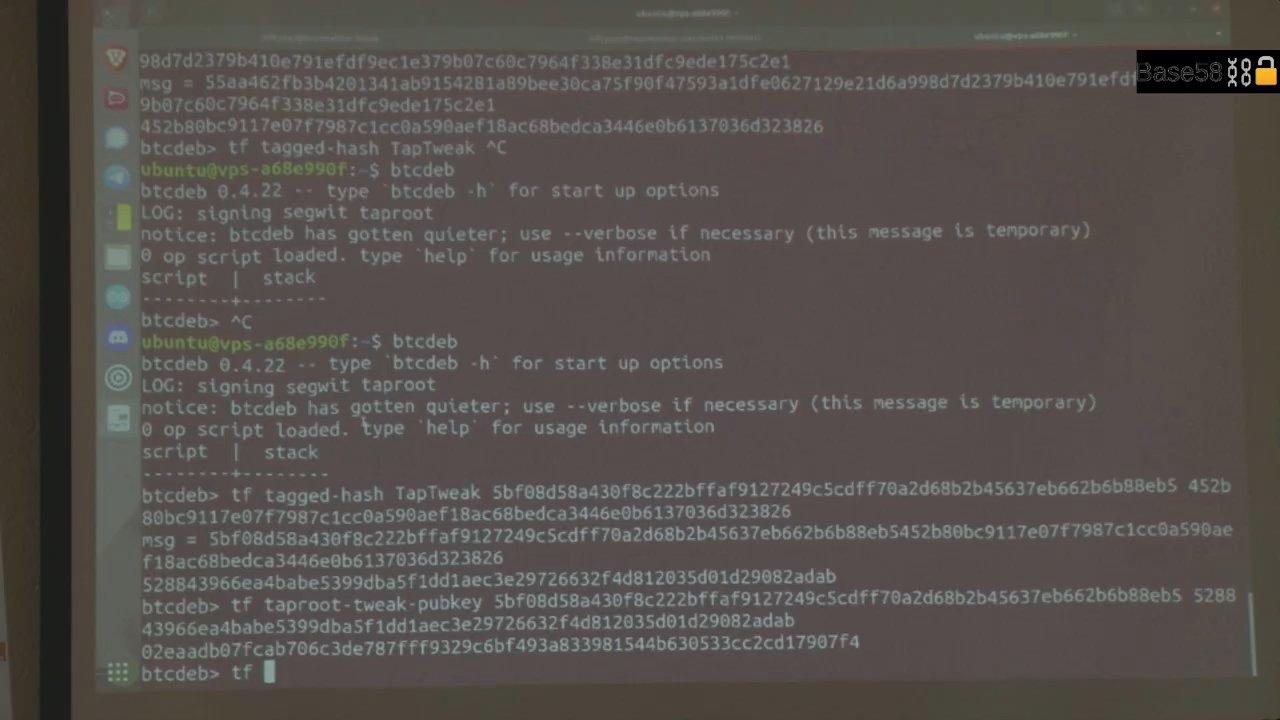 98d7d2379b410e791efdf9ec1e379b07c60c7964f338e31dfc9ede175c2e1
msg = 55aa462fb3b4201341ab9134281a89bee30ca75f90f47593a1dfe0627129e21d6a998d7d2379b410e791efdf
9b07c60c7964f338e31dfc9ede175c2e1
452b80bc9117e07f7987c1cc0a590aef18ac68bedca3446e0b6137036d323826
btcdeb> tf tagged-hash TapTweak ^C
ubuntu@vps-a68e990f:~$ btcdeb
btcdeb 0.4.22 -- type `btcdeb -h` for start up options
LOG: signing segwit taproot
notice: btcdeb has gotten quieter; use --verbose if necessary (this message is temporary)
0 op script loaded. type `help` for usage information
script | stack
--------+--------
btcdeb> ^C
ubuntu@vps-a68e990f:~$ btcdeb
btcdeb 0.4.22 -- type `btcdeb -h` for start up options
LOG: signing segwit taproot
notice: btcdeb has gotten quieter; use --verbose if necessary (this message is temporary)
0 op script loaded. type `help` for usage information
script | stack
--------+--------
btcdeb> tf tagged-hash TapTweak 5bf08d58a430f8c222bffaf9127249c5cdff70a2d68b2b45637eb662b6b88eb5 452b
80bc9117e07f7987c1cc0a590aef18ac68bedca3446e0b6137036d323826
msg = 5bf08d58a430f8c222bffaf9127249c5cdff70a2d68b2b45637eb662b6b88eb5452b80bc9117e07f7987c1cc0a590ae
f18ac68bedca3446e0b6137036d323826
528843966ea4babe5399dba5f1dd1aec3e29726632f4d812035d01d29082adab
btcdeb> tf taproot-tweak-pubkey 5bf08d58a430f8c222bffaf9127249c5cdff70a2d68b2b45637eb662b6b88eb5 5288
43966ea4babe5399dba5f1dd1aec3e29726632f4d812035d01d29082adab
02eaadb07fcab706c3de787fff9329c6bf493a833981544b630533cc2cd17907f4
btcdeb> tf
Base58